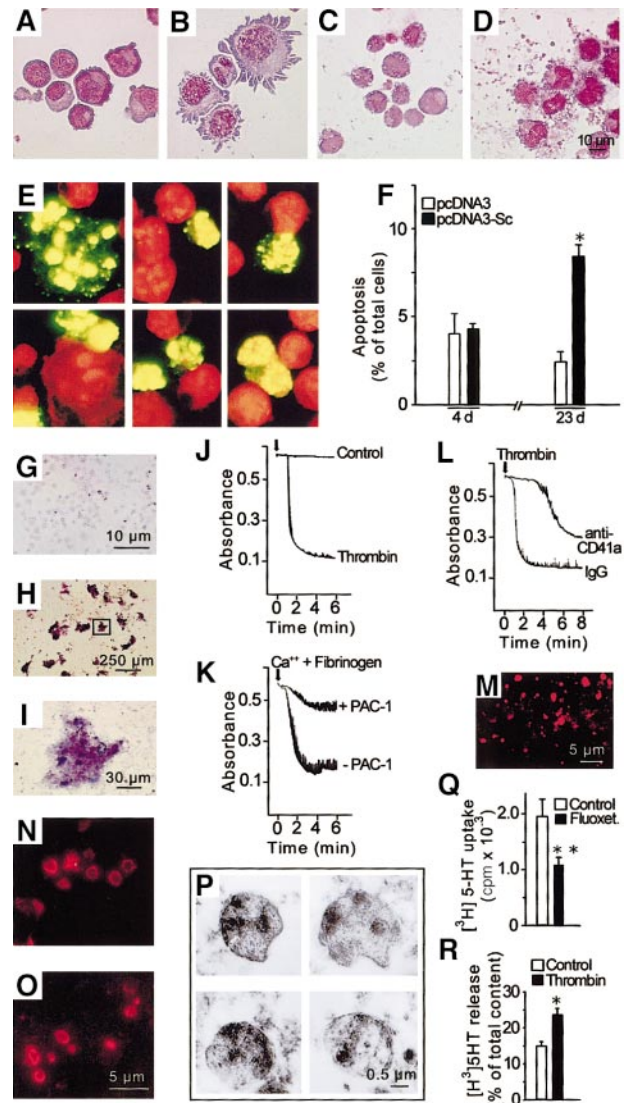 A
B
C
D
10 µm
E
F
pcDNA3
pcDNA3-Sc
Apoptosis
(% of total cells)
10
5
0
*
4 d
23 d
G
10 µm
H
250 µm
I
30 µm
J
Control
Thrombin
Absorbance
0.5
0.3
0.1
0 2 4 6
Time (min)
K
Ca⁺⁺ + Fibrinogen
+ PAC-1
- PAC-1
Absorbance
0.5
0.3
0.1
0 2 4 6
Time (min)
L
Thrombin
anti-
CD41a
IgG
Absorbance
0.5
0.3
0.1
0 2 4 6 8
Time (min)
M
5 µm
N
O
5 µm
P
0.5 µm
Q
Control
Fluoxet.
[³H] 5-HT uptake
(cpm x 10⁻³)
2.0
1.0
0
* *
R
Control
Thrombin
[H³]5HT release
% of total content
30
20
10
0
*